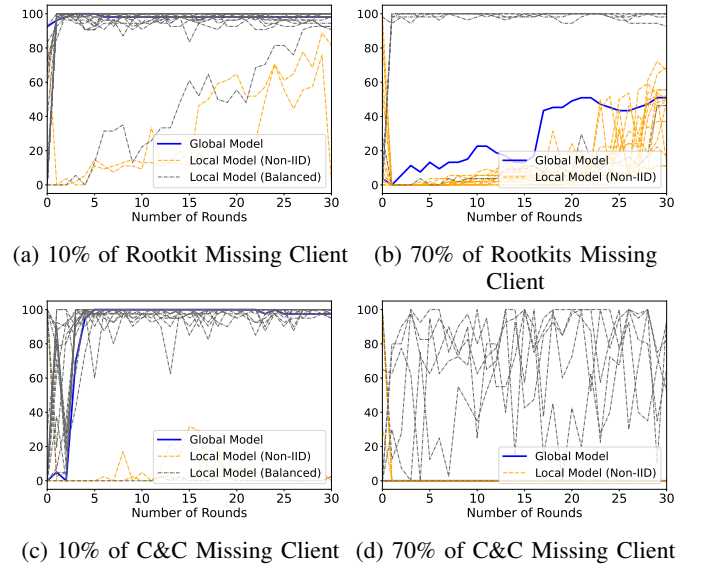 100
80
60
40
20
0
Global Model
Local Model (Non-IID)
Local Model (Balanced)
0 5 10 15 20 25 30
Number of Rounds
100
80
60
40
20
0
Global Model
Local Model (Non-IID)
0 5 10 15 20 25 30
Number of Rounds
(a) 10% of Rootkit Missing Client
(b) 70% of Rootkits Missing
Client
100
80
60
40
20
0
Global Model
Local Model (Non-IID)
Local Model (Balanced)
0 5 10 15 20 25 30
Number of Rounds
100
80
60
40
20
0
Global Model
Local Model (Non-IID)
0 5 10 15 20 25 30
Number of Rounds
(c) 10% of C&C Missing Client
(d) 70% of C&C Missing Client